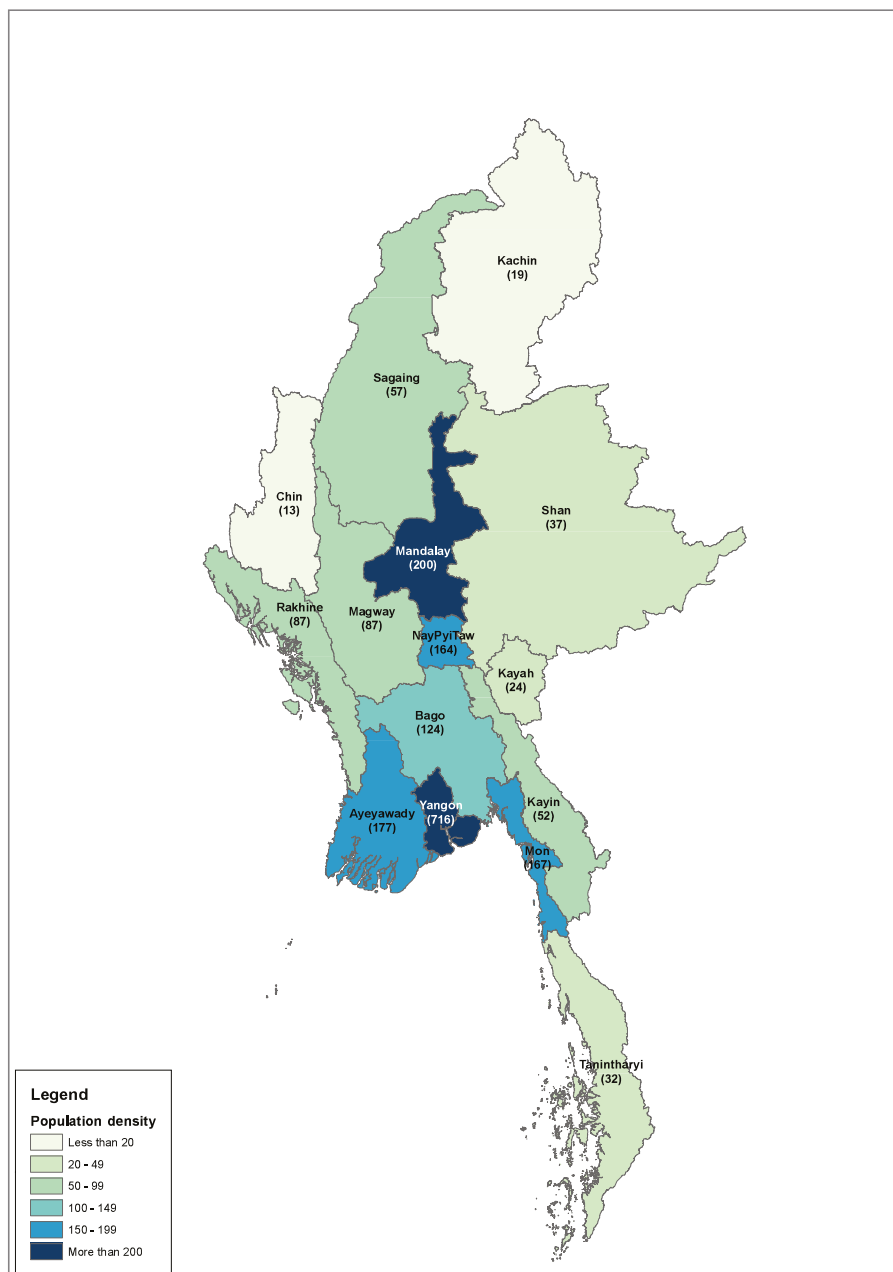 Kachin
(19)
Sagaing
(57)
Chin
(13)
Shan
(37)
Mandalay
(200)
Rakhine
(87)
Magway
(87)
NayPyiTaw
(164)
Kayah
(24)
Bago
(124)
Ayeyawady
(177)
Yangon
(716)
Kayin
(52)
Mon
(167)
Tanintharyi
(32)
Legend
Population density
Less than 20
20 - 49
50 - 99
100 - 149
150 - 199
More than 200